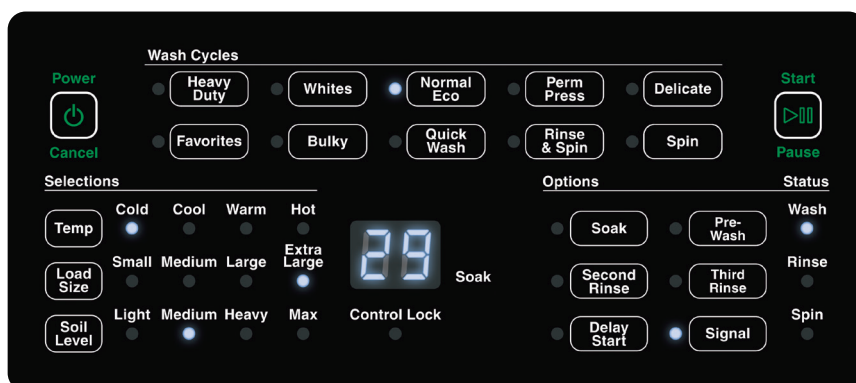 Wash Cycles
Power
Cancel
Heavy
Duty
Whites
Normal
Eco
Perm
Press
Delicate
Favorites
Bulky
Quick
Wash
Rinse
& Spin
Spin
Start
Pause
Selections
Temp
Cold Cool Warm Hot
Load
Size
Small Medium Large Extra
Large
Soil
Level
Light Medium Heavy Max
29
Soak
Control Lock
Options
Status
Soak
Pre-
Wash
Second
Rinse
Third
Rinse
Delay
Start
Signal
Wash
Rinse
Spin